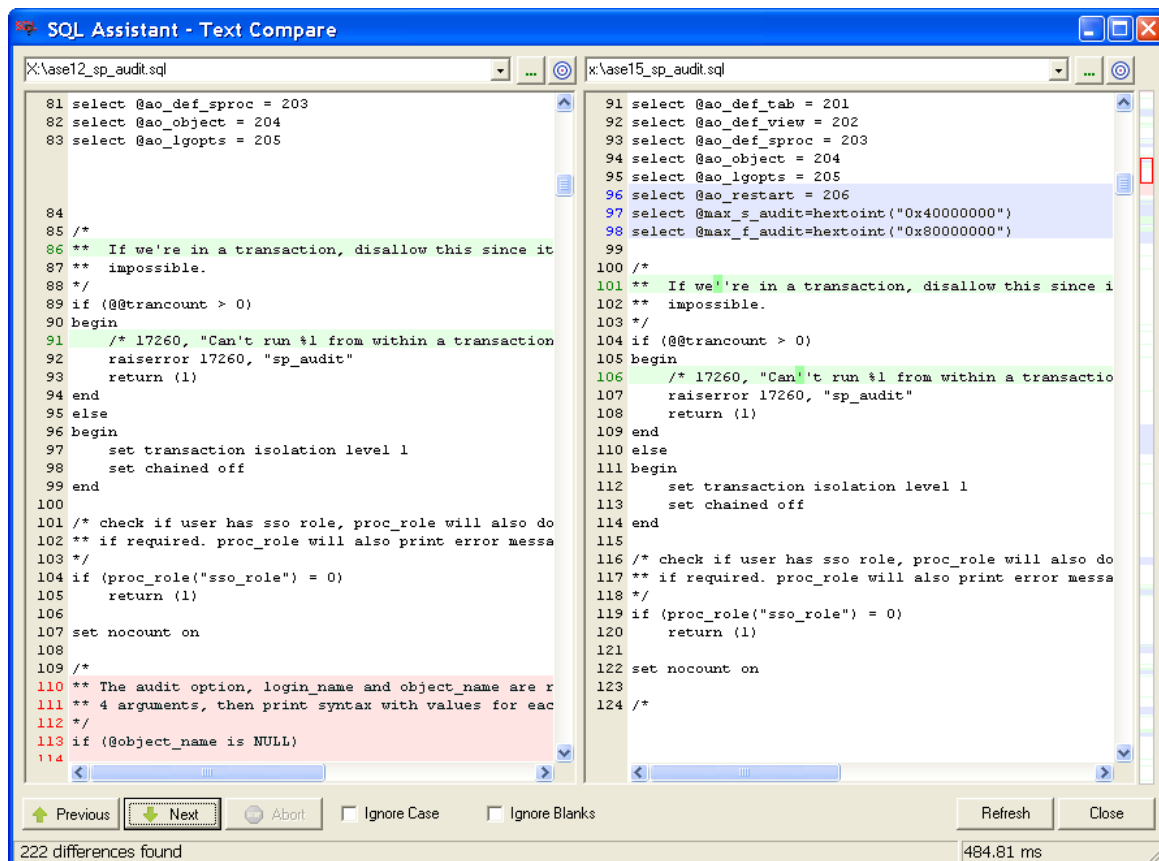 SQL Assistant - Text Compare
X:\ase12_sp_audit.sql
...
81 select @ao_def_sproc = 203
82 select @ao_object = 204
83 select @ao_lgopts = 205
84
85 /*
86 **  If we're in a transaction, disallow this since it
87 **  impossible.
88 */
89 if (@@trancount > 0)
90 begin
91     /* 17260, "Can't run %1 from within a transaction
92     raiserror 17260, "sp_audit"
93     return (1)
94 end
95 else
96 begin
97     set transaction isolation level 1
98     set chained off
99 end
100
101 /* check if user has sso role, proc_role will also do
102 ** if required. proc_role will also print error messa
103 */
104 if (proc_role("sso_role") = 0)
105     return (1)
106
107 set nocount on
108
109 /*
110 ** The audit option, login_name and object_name are r
111 ** 4 arguments, then print syntax with values for eac
112 */
113 if (@object_name is NULL)
114
x:\ase15_sp_audit.sql
...
91 select @ao_def_tab = 201
92 select @ao_def_view = 202
93 select @ao_def_sproc = 203
94 select @ao_object = 204
95 select @ao_lgopts = 205
96 select @ao_restart = 206
97 select @max_s_audit=hextoint("0x40000000")
98 select @max_f_audit=hextoint("0x80000000")
99
100 /*
101 **  If we''re in a transaction, disallow this since i
102 **  impossible.
103 */
104 if (@@trancount > 0)
105 begin
106     /* 17260, "Can''t run %1 from within a transactio
107     raiserror 17260, "sp_audit"
108     return (1)
109 end
110 else
111 begin
112     set transaction isolation level 1
113     set chained off
114 end
115
116 /* check if user has sso role, proc_role will also do
117 ** if required. proc_role will also print error messa
118 */
119 if (proc_role("sso_role") = 0)
120     return (1)
121
122 set nocount on
123
124 /*
Previous Next Abort Ignore Case Ignore Blanks Refresh Close
222 differences found 484.81 ms